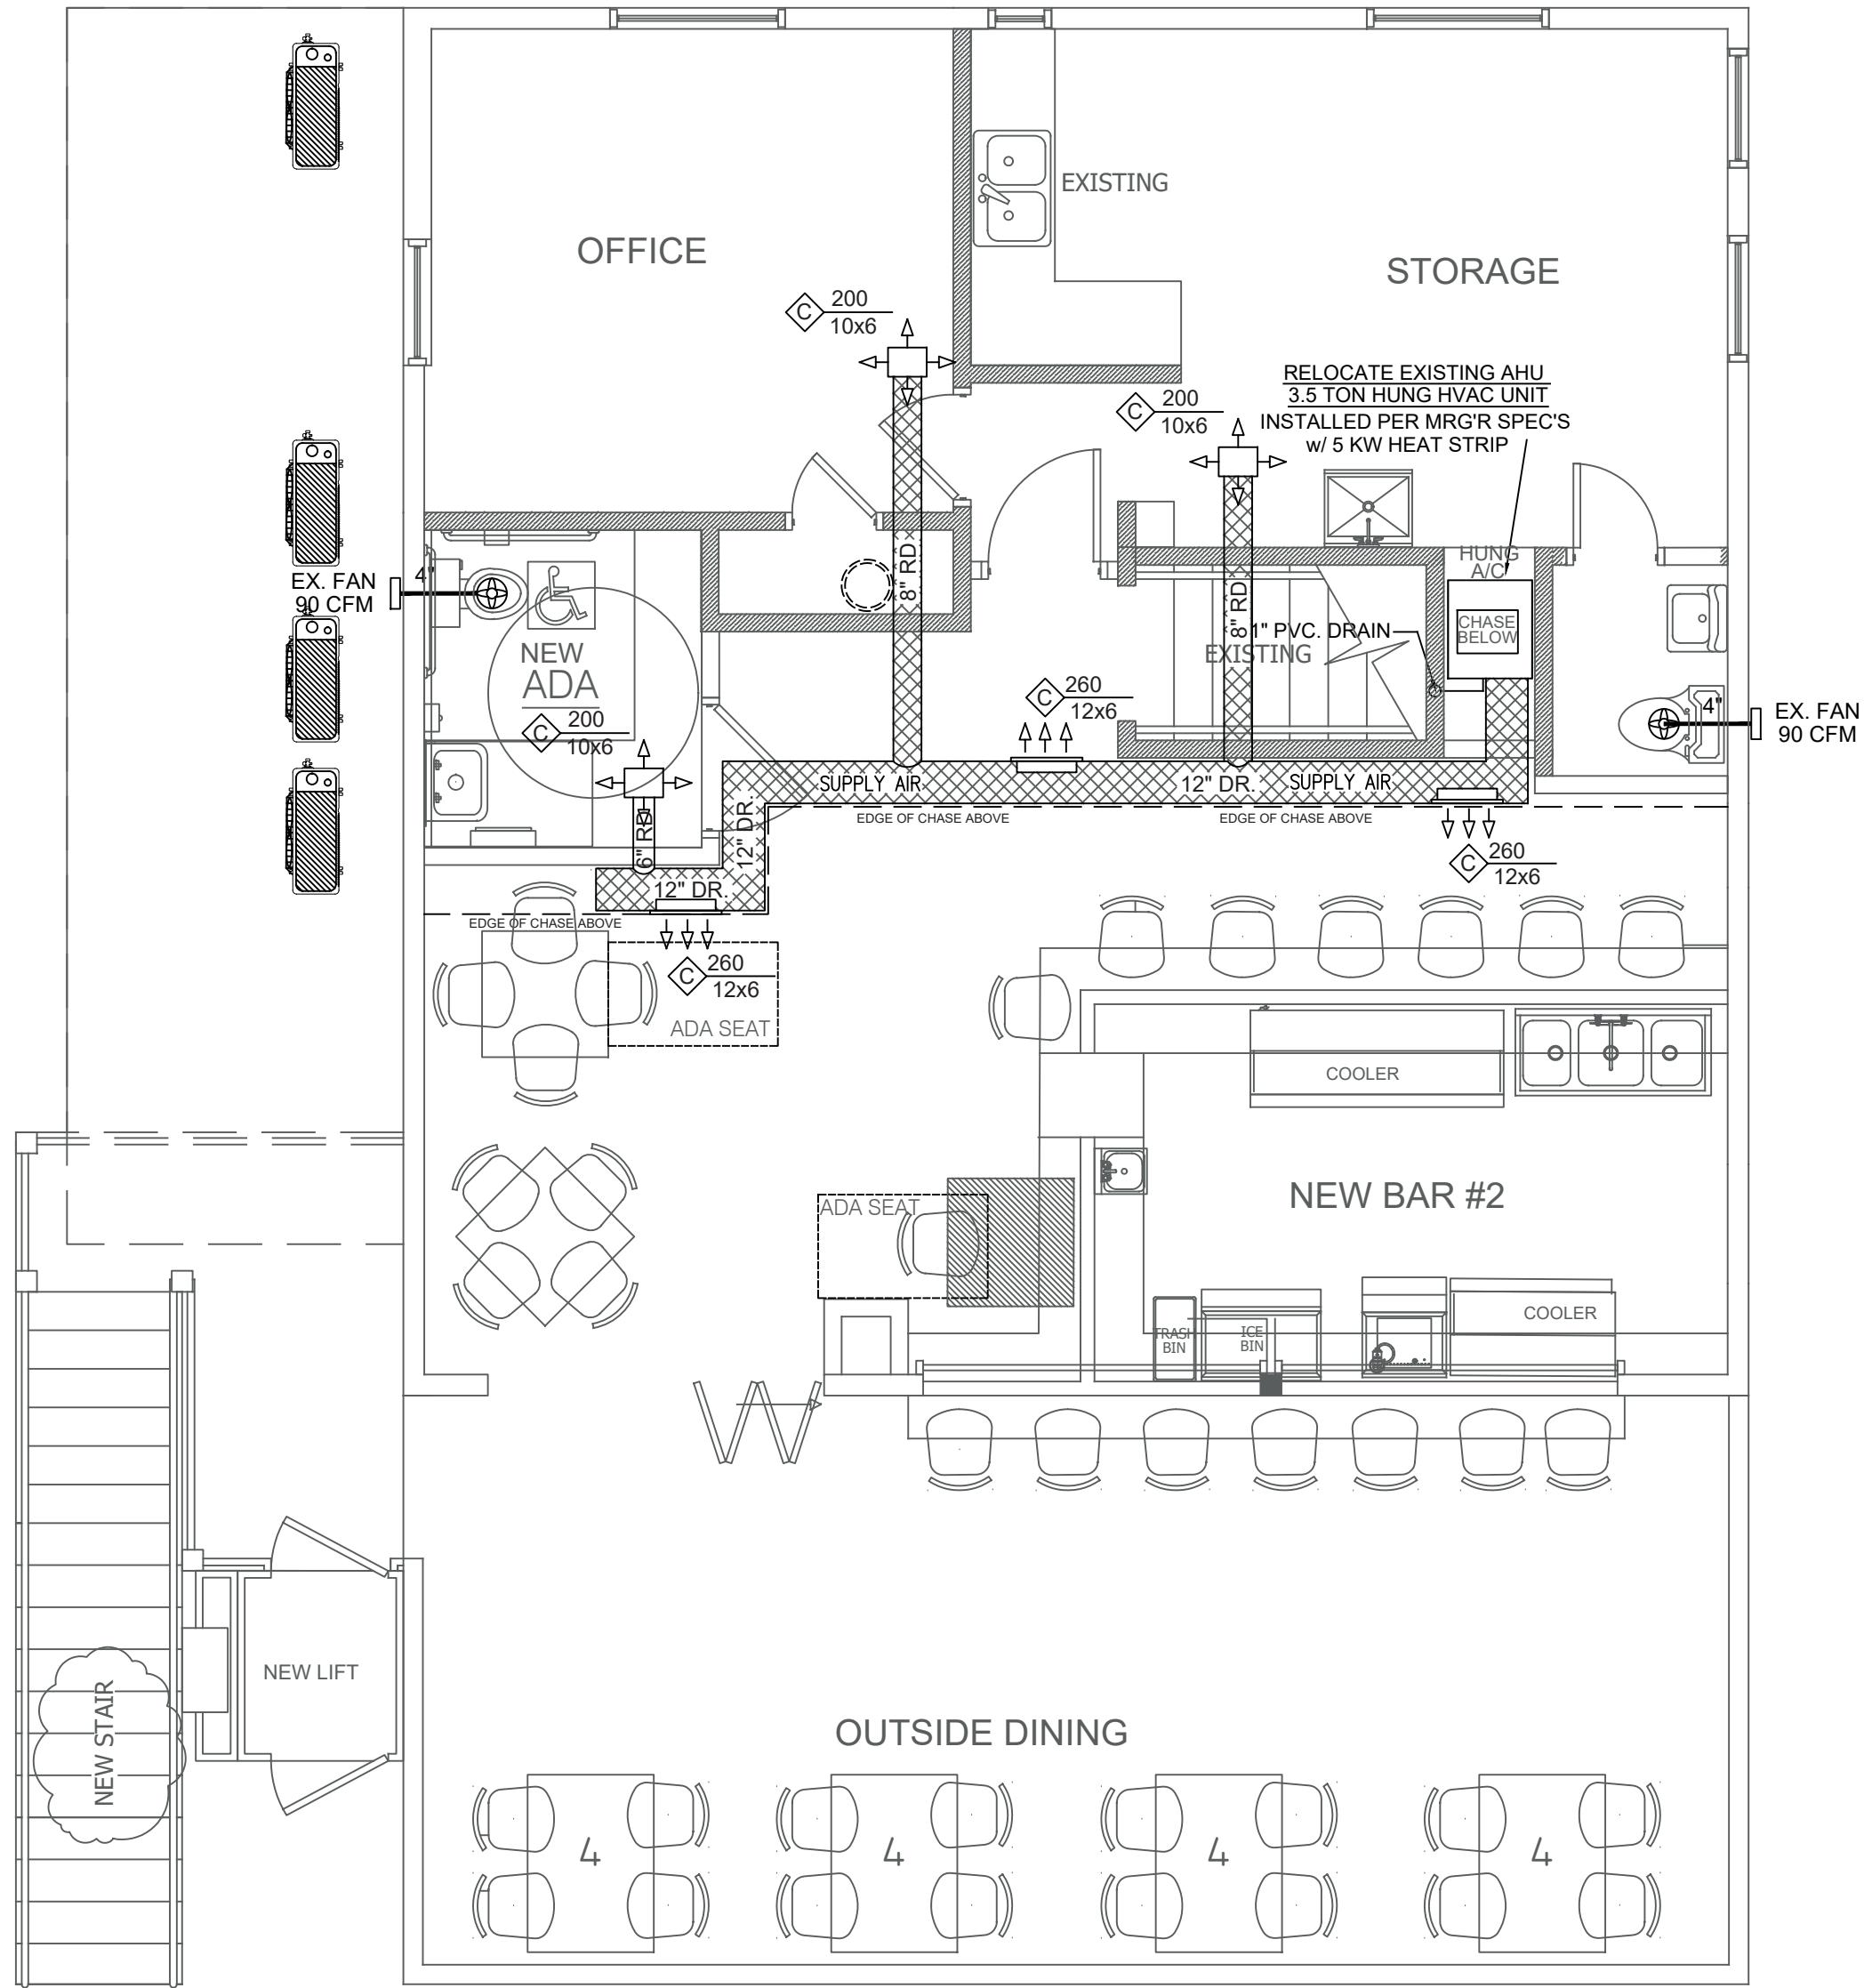 OFFICE
EXISTING
STORAGE
C 200
10x6
RELOCATE EXISTING AHU
3.5 TON HUNG HVAC UNIT
INSTALLED PER MRG'R SPEC'S
w/ 5 KW HEAT STRIP
C 200
10x6
HUNG
A/C
CHASE
BELOW
EX. FAN
90 CFM
4"
8" RD
8" RD
1" PVC. DRAIN
EXISTING
NEW
ADA
C 200
10x6
C 260
12x6
4"
EX. FAN
90 CFM
SUPPLY AIR
12" DR.
SUPPLY AIR
EDGE OF CHASE ABOVE
EDGE OF CHASE ABOVE
6" RD
12" DR.
C 260
12x6
12" DR.
EDGE OF CHASE ABOVE
C 260
12x6
ADA SEAT
COOLER
NEW BAR #2
ADA SEAT
TRASH
BIN
ICE
BIN
COOLER
NEW LIFT
NEW STAIR
OUTSIDE DINING
4
4
4
4